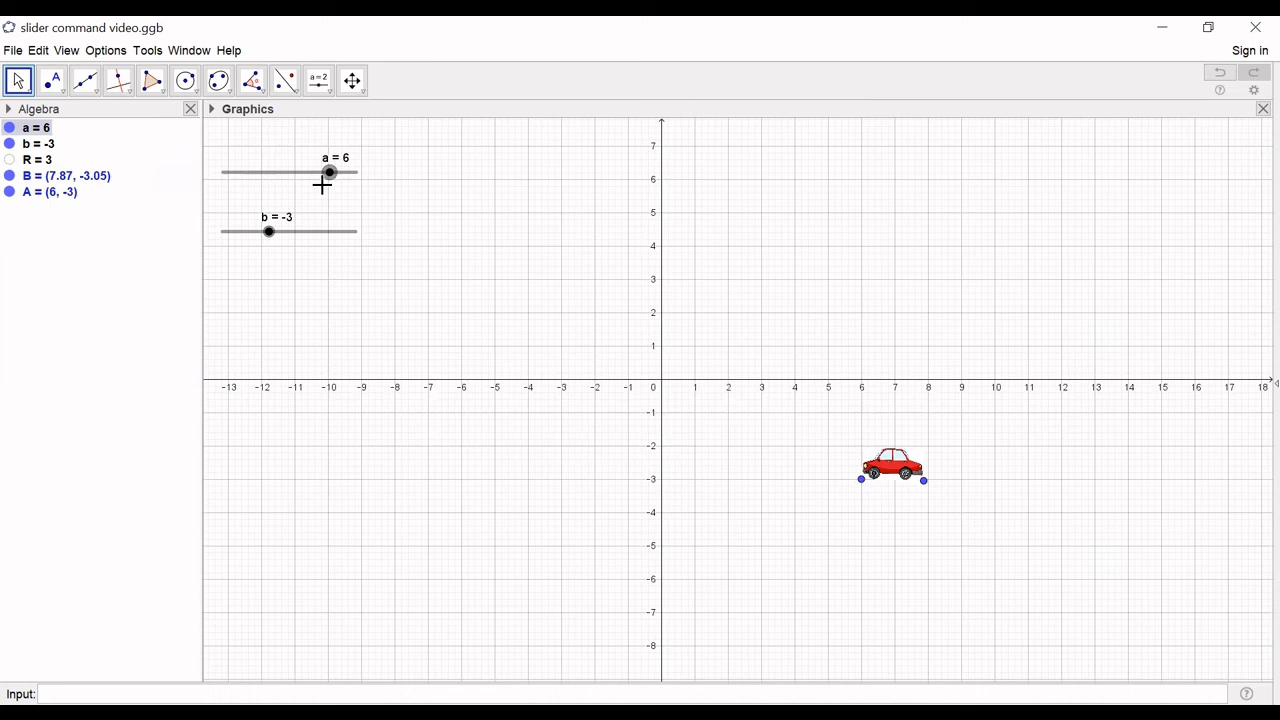 slider command video.ggb
File Edit View Options Tools Window Help
Sign in
A
a=2
Algebra
Graphics
a = 6
b = -3
R = 3
B = (7.87, -3.05)
A = (6, -3)
a = 6
b = -3
7
6
5
4
3
2
1
-13 -12 -11 -10 -9 -8 -7 -6 -5 -4 -3 -2 -1 0 1 2 3 4 5 6 7 8 9 10 11 12 13 14 15 16 17 18
-1
-2
-3
-4
-5
-6
-7
-8
Input: